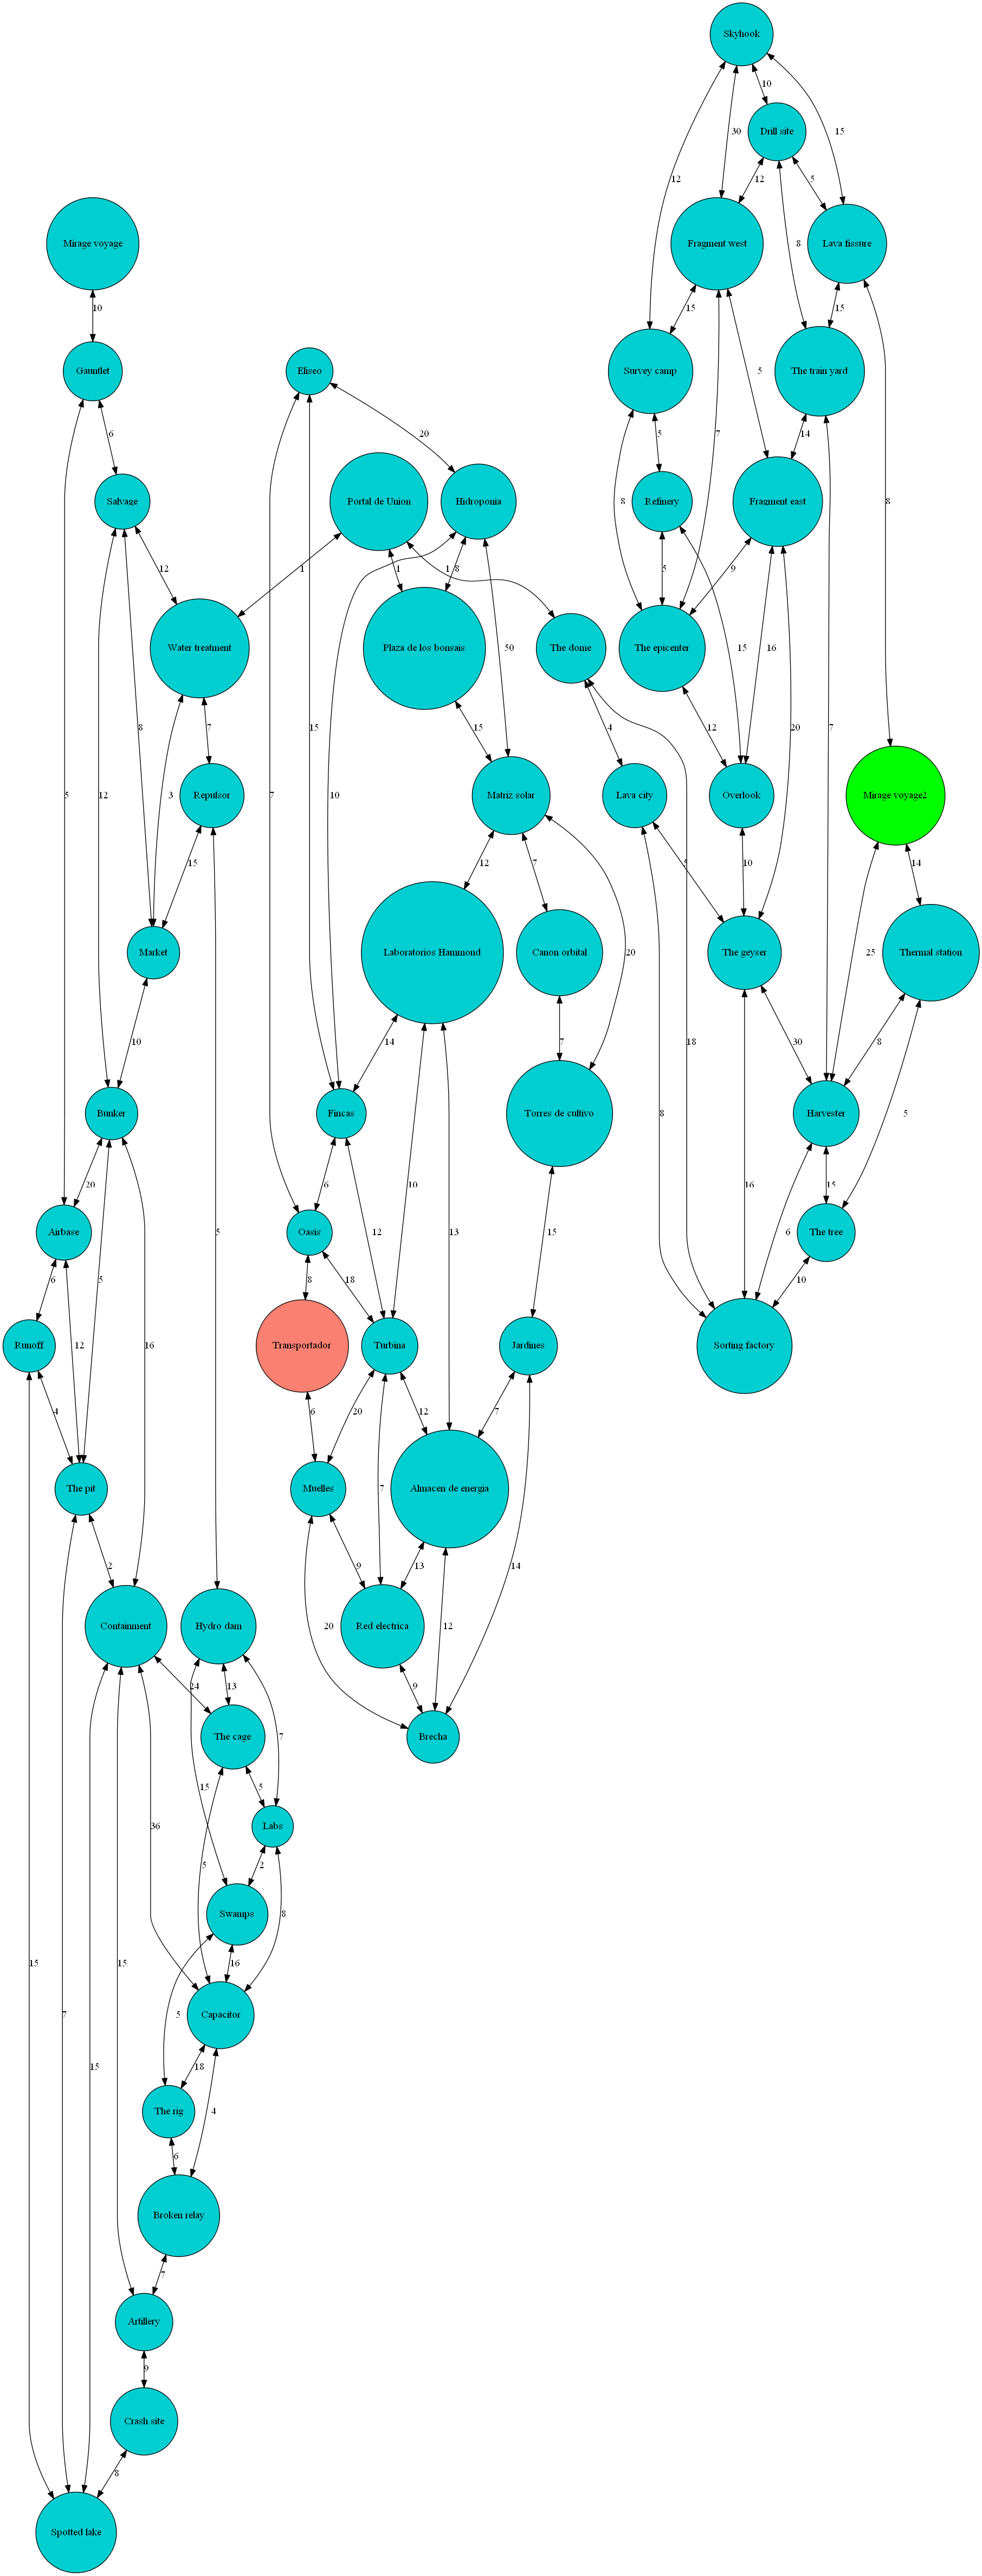 Skyhook
10
Drill site
30
15
12
12
5
Mirage voyage
Fragment west
8
Lava fissure
10
15
15
Gauntlet
Eliseo
Survey camp
5
The train yard
6
20
5
7
14
Salvage
Portal de Union
Hidroponia
8
Refinery
Fragment east
8
12
1
1
1
8
5
9
Water treatment
Plaza de los bonsais
50
The dome
The epicenter
15
16
8
7
15
15
4
12
20
7
5
12
3
Repulsor
7
10
Matriz solar
Lava city
Overlook
Mirage voyage2
15
12
7
5
10
14
Market
Laboratorios Hammond
Canon orbital
20
The geyser
25
Thermal station
10
14
7
18
30
8
Bunker
Fincas
Torres de cultivo
8
Harvester
5
20
5
6
12
10
13
16
15
Airbase
5
Oasis
15
6
The tree
6
12
8
18
10
Runoff
16
Transportador
Turbina
Jardines
Sorting factory
4
6
20
12
7
The pit
Muelles
7
Almacen de energia
2
9
13
14
Containment
Hydro dam
20
Red electrica
12
24
13
9
The cage
7
Brecha
15
5
36
5
Labs
2
Swamps
8
15
15
16
7
5
Capacitor
15
18
The rig
4
6
Broken relay
7
Artillery
9
Crash site
8
Spotted lake